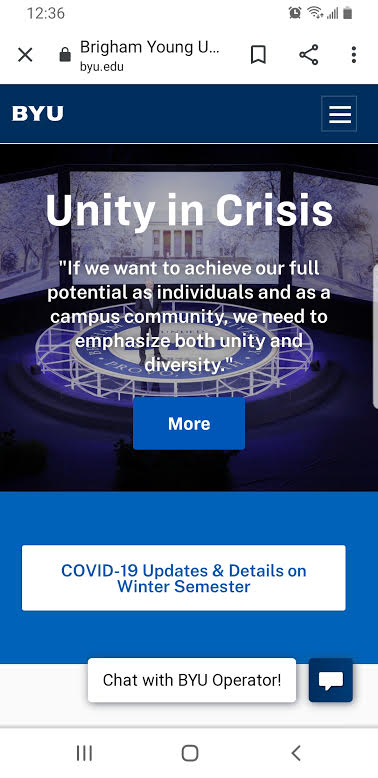 12:36
Brigham Young U...
byu.edu
BYU
Unity in Crisis
"If we want to achieve our full
potential as individuals and as a
campus community, we need to
emphasize both unity and
diversity."
More
COVID-19 Updates & Details on
Winter Semester
Chat with BYU Operator!